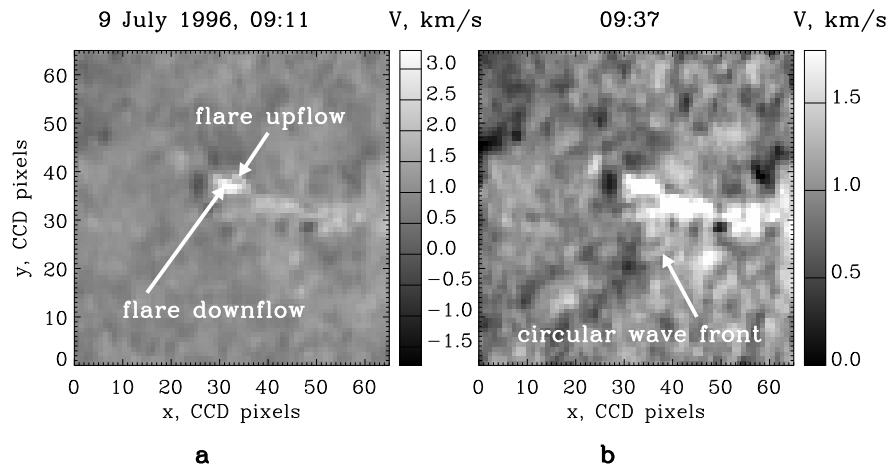 9 July 1996, 09:11
V, km/s
09:37
V, km/s
60
50
40
30
20
10
0
y, CCD pixels
flare upflow
flare downflow
0 10 20 30 40 50 60
x, CCD pixels
3.0
2.5
2.0
1.5
1.0
0.5
0.0
−0.5
−1.0
−1.5
circular wave front
0 10 20 30 40 50 60
x, CCD pixels
1.5
1.0
0.5
0.0
a
b